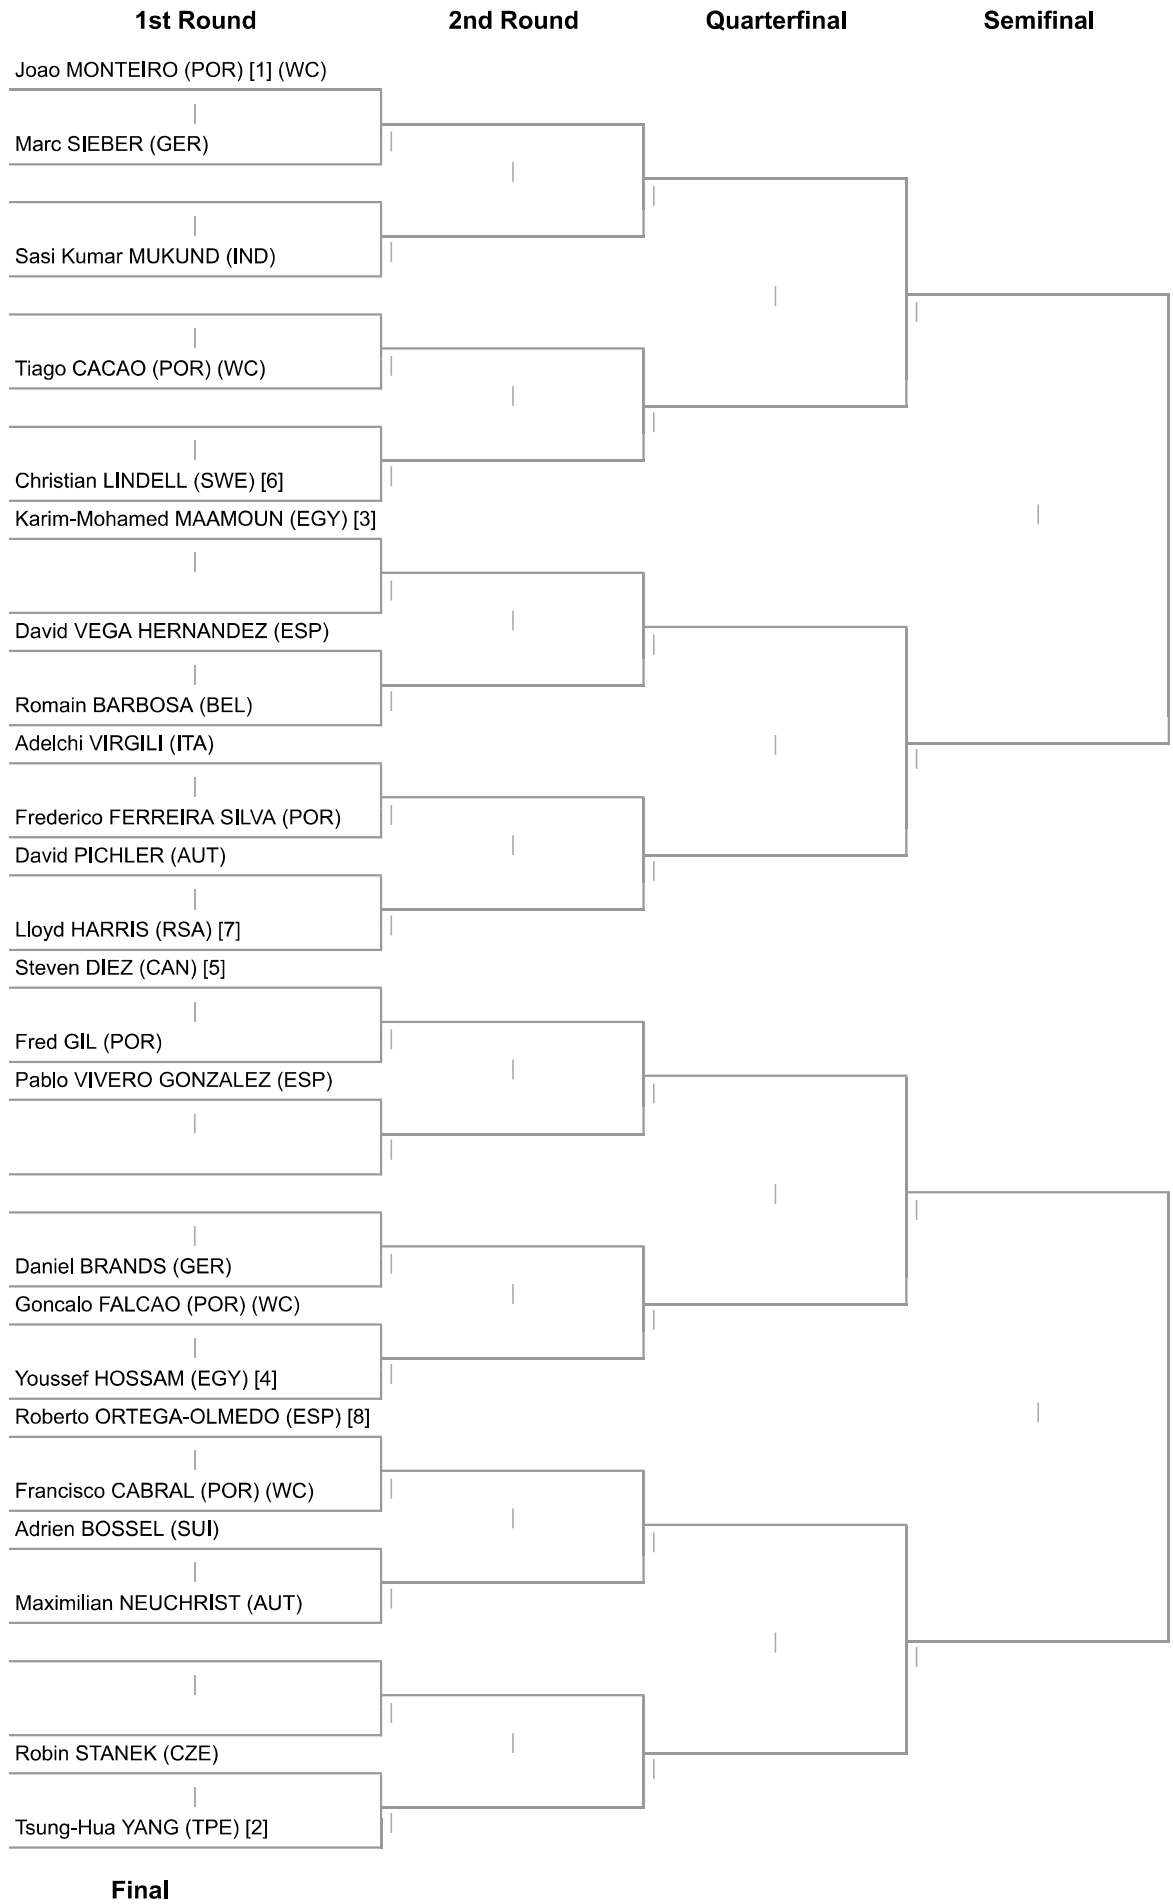 1st Round 2nd Round Quarterfinal Semifinal
Joao MONTEIRO (POR) [1] (WC)
Marc SIEBER (GER)
Sasi Kumar MUKUND (IND)
Tiago CACAO (POR) (WC)
Christian LINDELL (SWE) [6]
Karim-Mohamed MAAMOUN (EGY) [3]
David VEGA HERNANDEZ (ESP)
Romain BARBOSA (BEL)
Adelchi VIRGILI (ITA)
Frederico FERREIRA SILVA (POR)
David PICHLER (AUT)
Lloyd HARRIS (RSA) [7]
Steven DIEZ (CAN) [5]
Fred GIL (POR)
Pablo VIVERO GONZALEZ (ESP)
Daniel BRANDS (GER)
Goncalo FALCAO (POR) (WC)
Youssef HOSSAM (EGY) [4]
Roberto ORTEGA-OLMEDO (ESP) [8]
Francisco CABRAL (POR) (WC)
Adrien BOSSEL (SUI)
Maximilian NEUCHRIST (AUT)
Robin STANEK (CZE)
Tsung-Hua YANG (TPE) [2]
Final